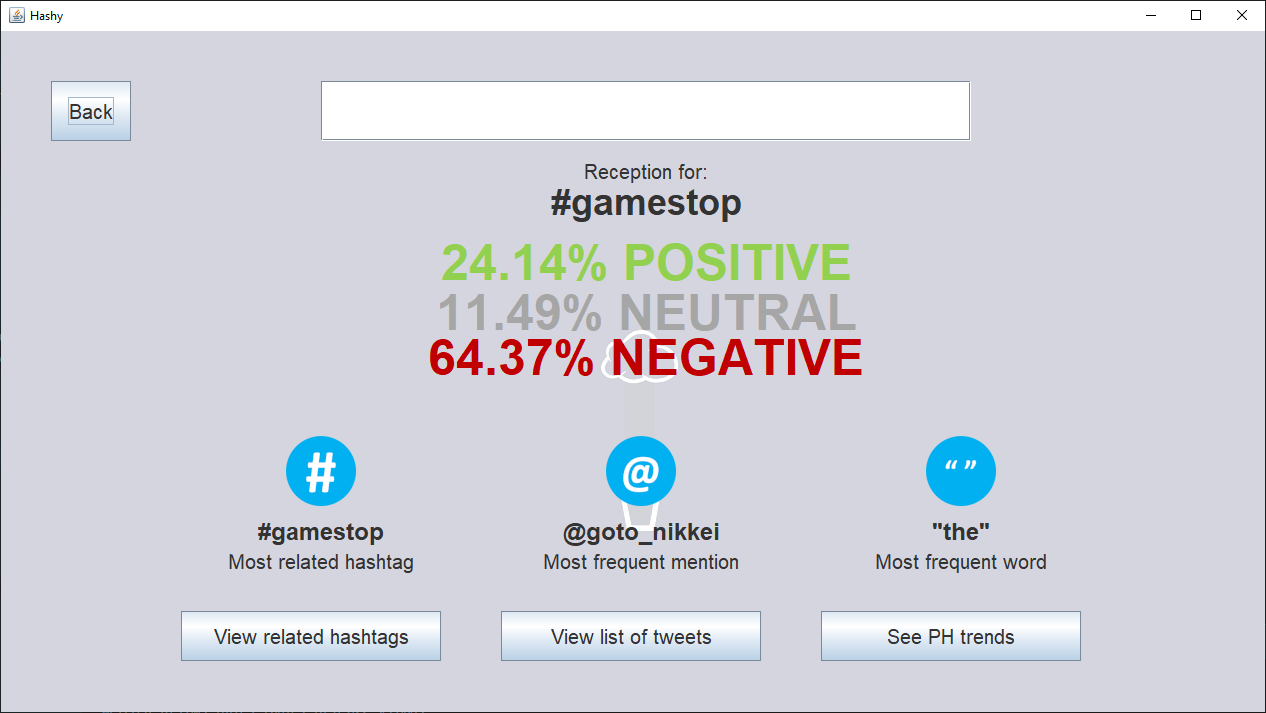 Hashy
Back
Reception for:
#gamestop
24.14% POSITIVE
11.49% NEUTRAL
64.37% NEGATIVE
# @ “ ”
#gamestop @goto_nikkei "the"
Most related hashtag Most frequent mention Most frequent word
View related hashtags View list of tweets See PH trends